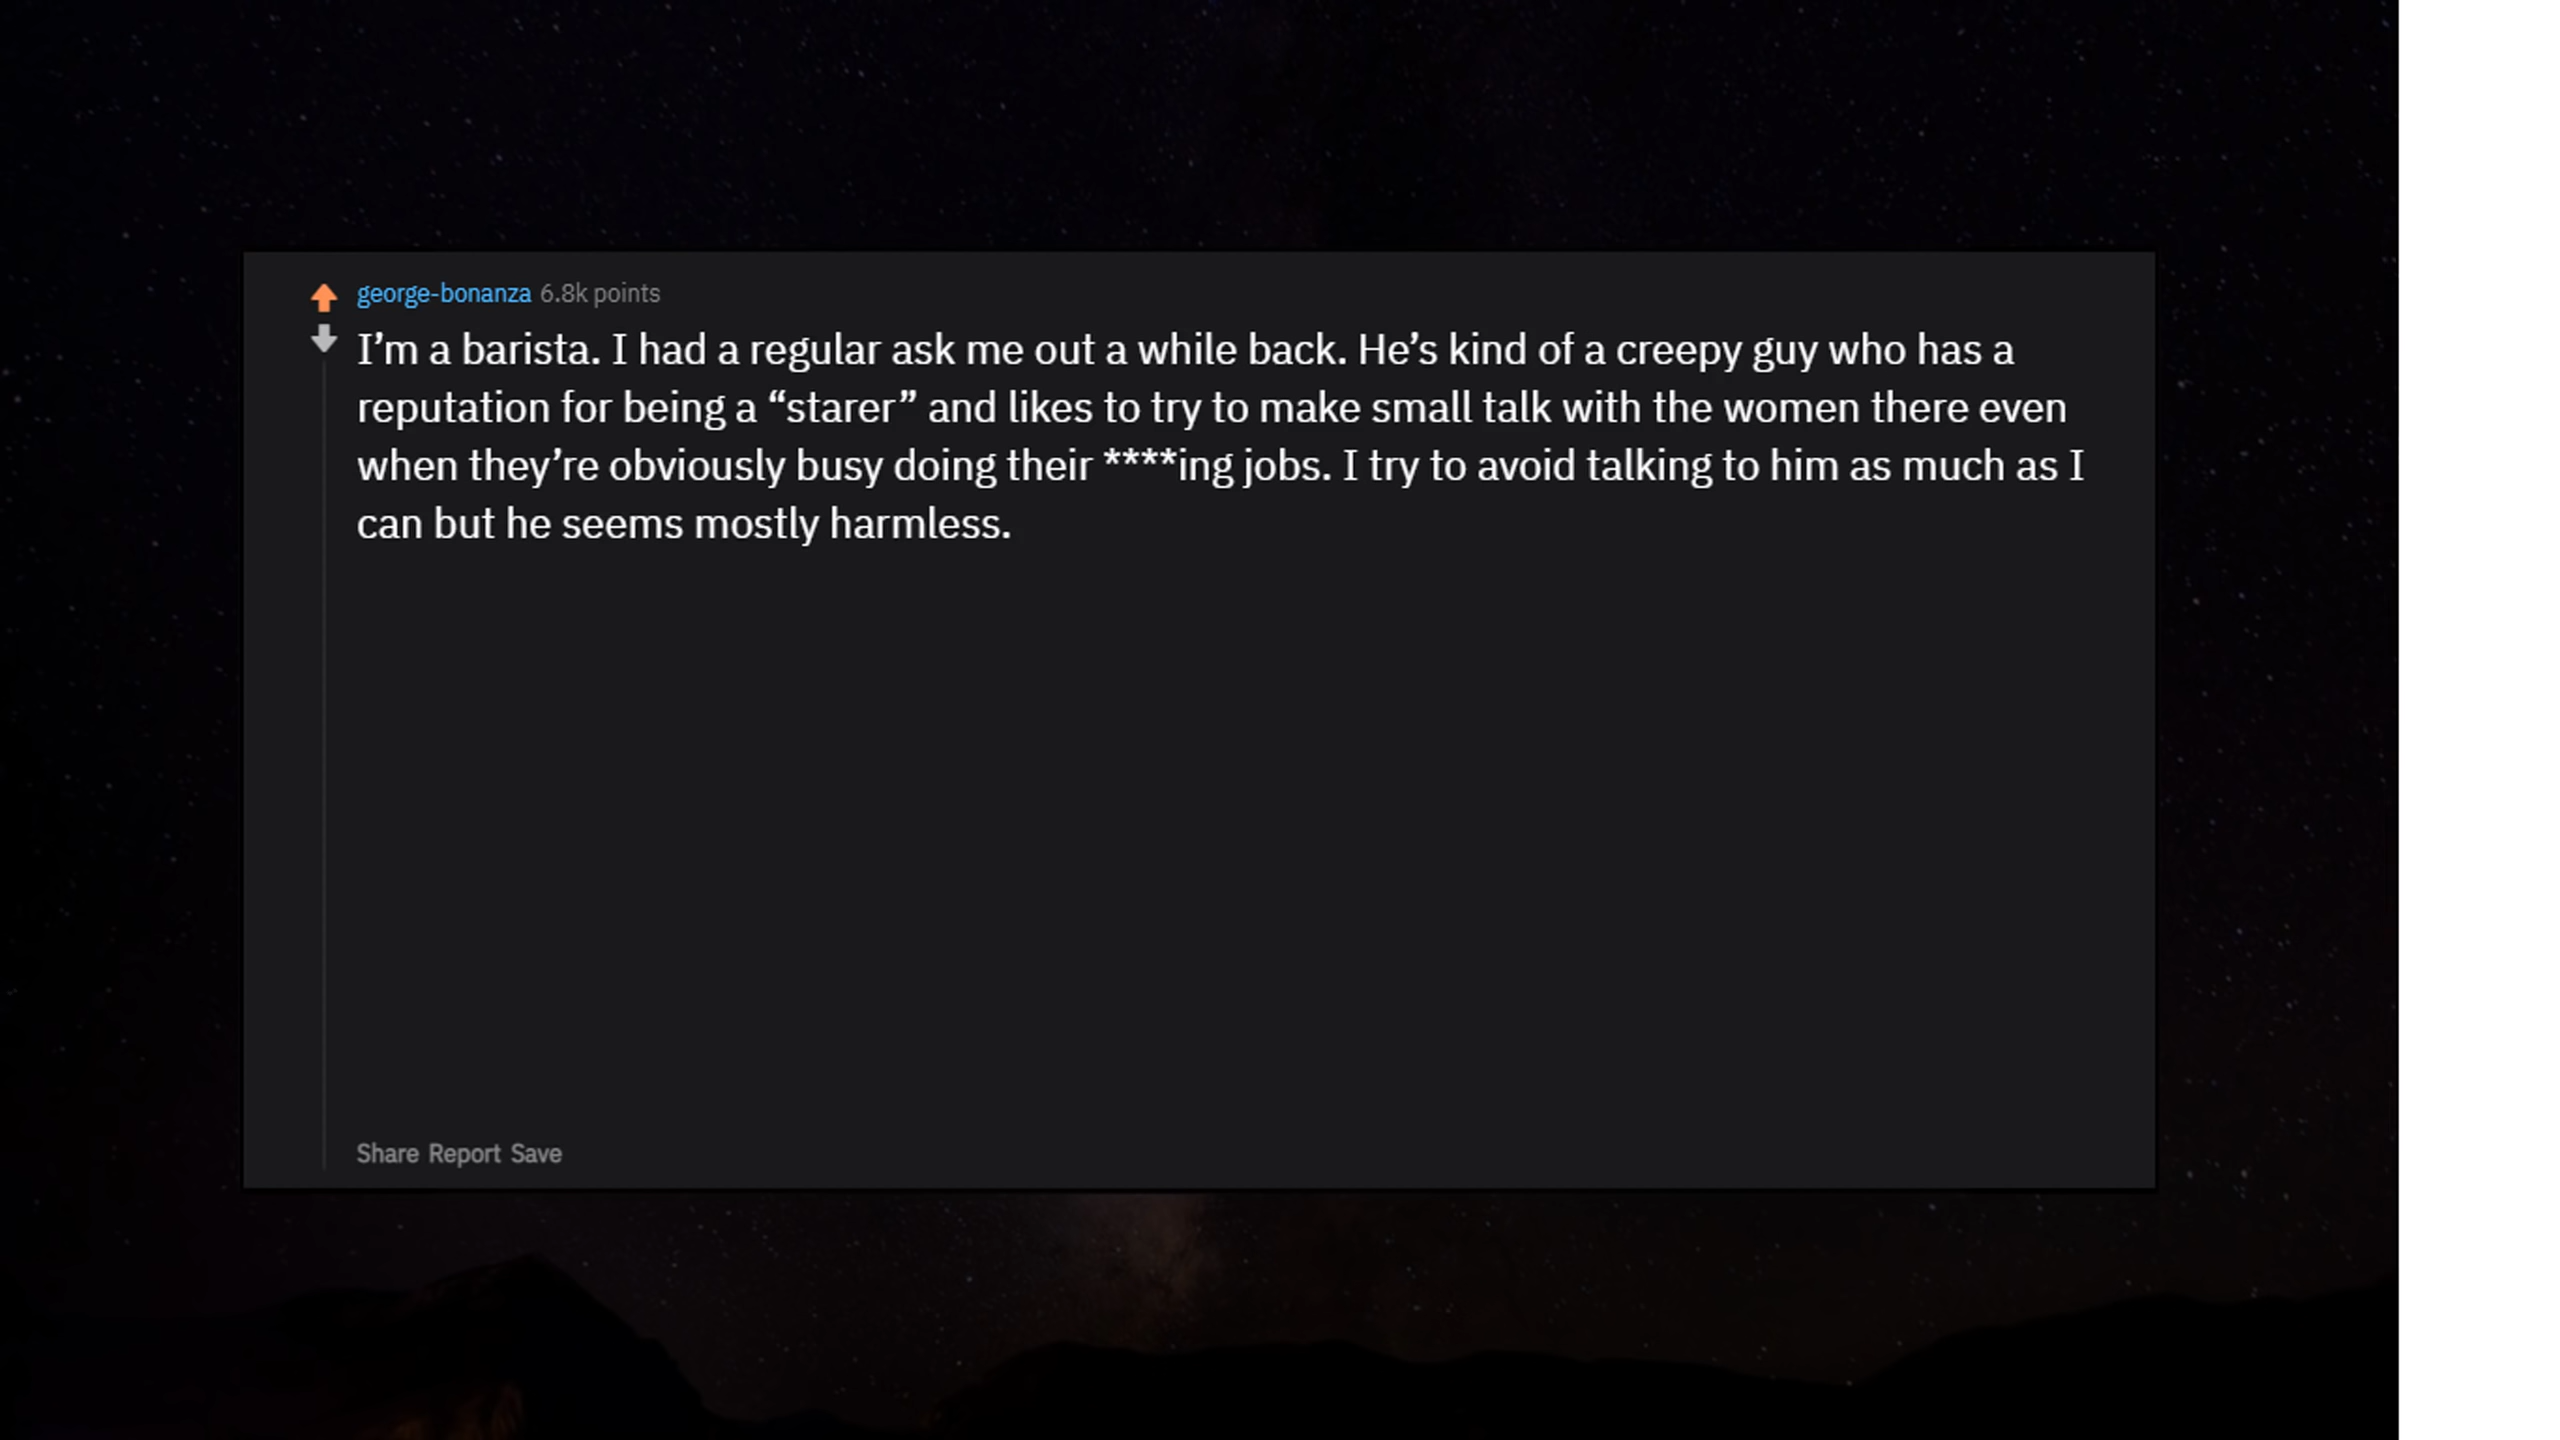 george-bonanza 6.8k points
I’m a barista. I had a regular ask me out a while back. He’s kind of a creepy guy who has a
reputation for being a “starer” and likes to try to make small talk with the women there even
when they’re obviously busy doing their ****ing jobs. I try to avoid talking to him as much as I
can but he seems mostly harmless.
Share Report Save